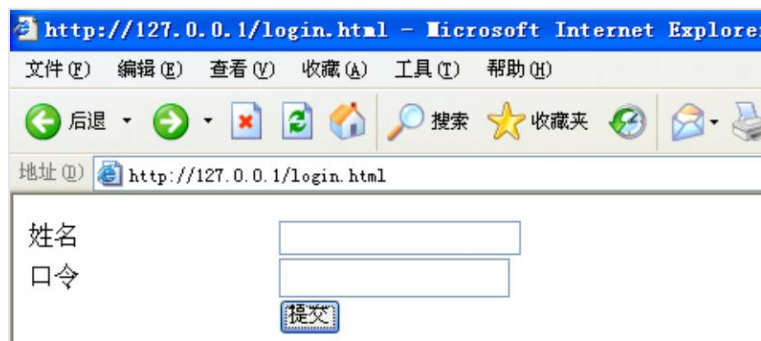 http://127.0.0.1/login.html - Microsoft Internet Explorer
文件(F) 编辑(E) 查看(V) 收藏(A) 工具(T) 帮助(H)
后退 搜索 收藏夹
地址(D) http://127.0.0.1/login.html
姓名
口令
提交